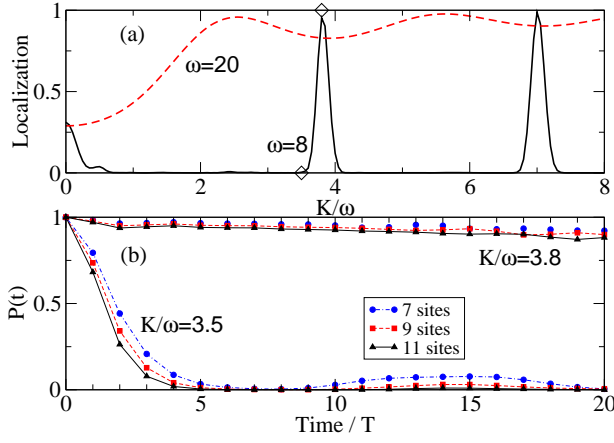 1
(a)
ω=20
0.5
Localization
ω=8
0
0
2
4
6
8
K/ω
1
(b)
K/ω=3.8
P(t)
0.5
K/ω=3.5
7 sites
9 sites
11 sites
0
0
5
10
15
20
Time / T